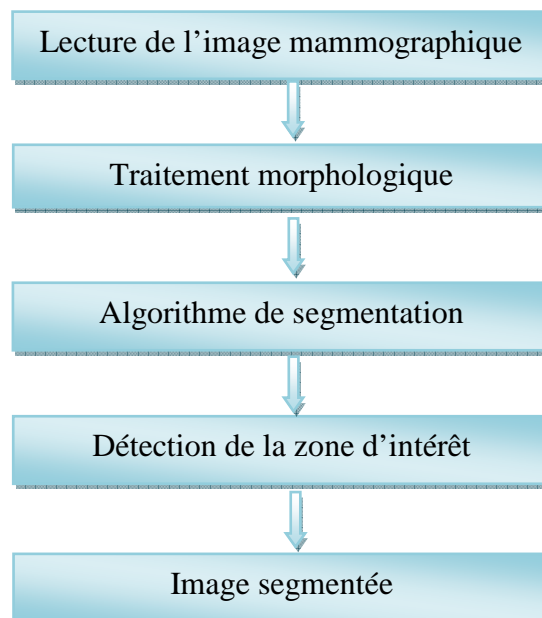 Lecture de l’image mammographique
Traitement morphologique
Algorithme de segmentation
Détection de la zone d’intérêt
Image segmentée